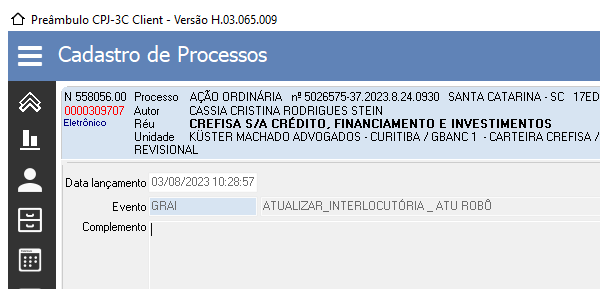 Preâmbulo CPJ-3C Client - Versão H.03.065.009
Cadastro de Processos
N 558056.00 Processo AÇÃO ORDINÁRIA nº 5026575-37.2023.8.24.0930 SANTA CATARINA - SC 17ED
0000309707 Autor CASSIA CRISTINA RODRIGUES STEIN
Eletrônico Réu CREFISA S/A CRÉDITO, FINANCIAMENTO E INVESTIMENTOS
Unidade KÜSTER MACHADO ADVOGADOS - CURITIBA / GBANC 1 - CARTEIRA CREFISA /
REVISIONAL
Data lançamento 03/08/2023 10:28:57
Evento GRAI ATUALIZAR_INTERLOCUTÓRIA _ ATU ROBÔ
Complemento